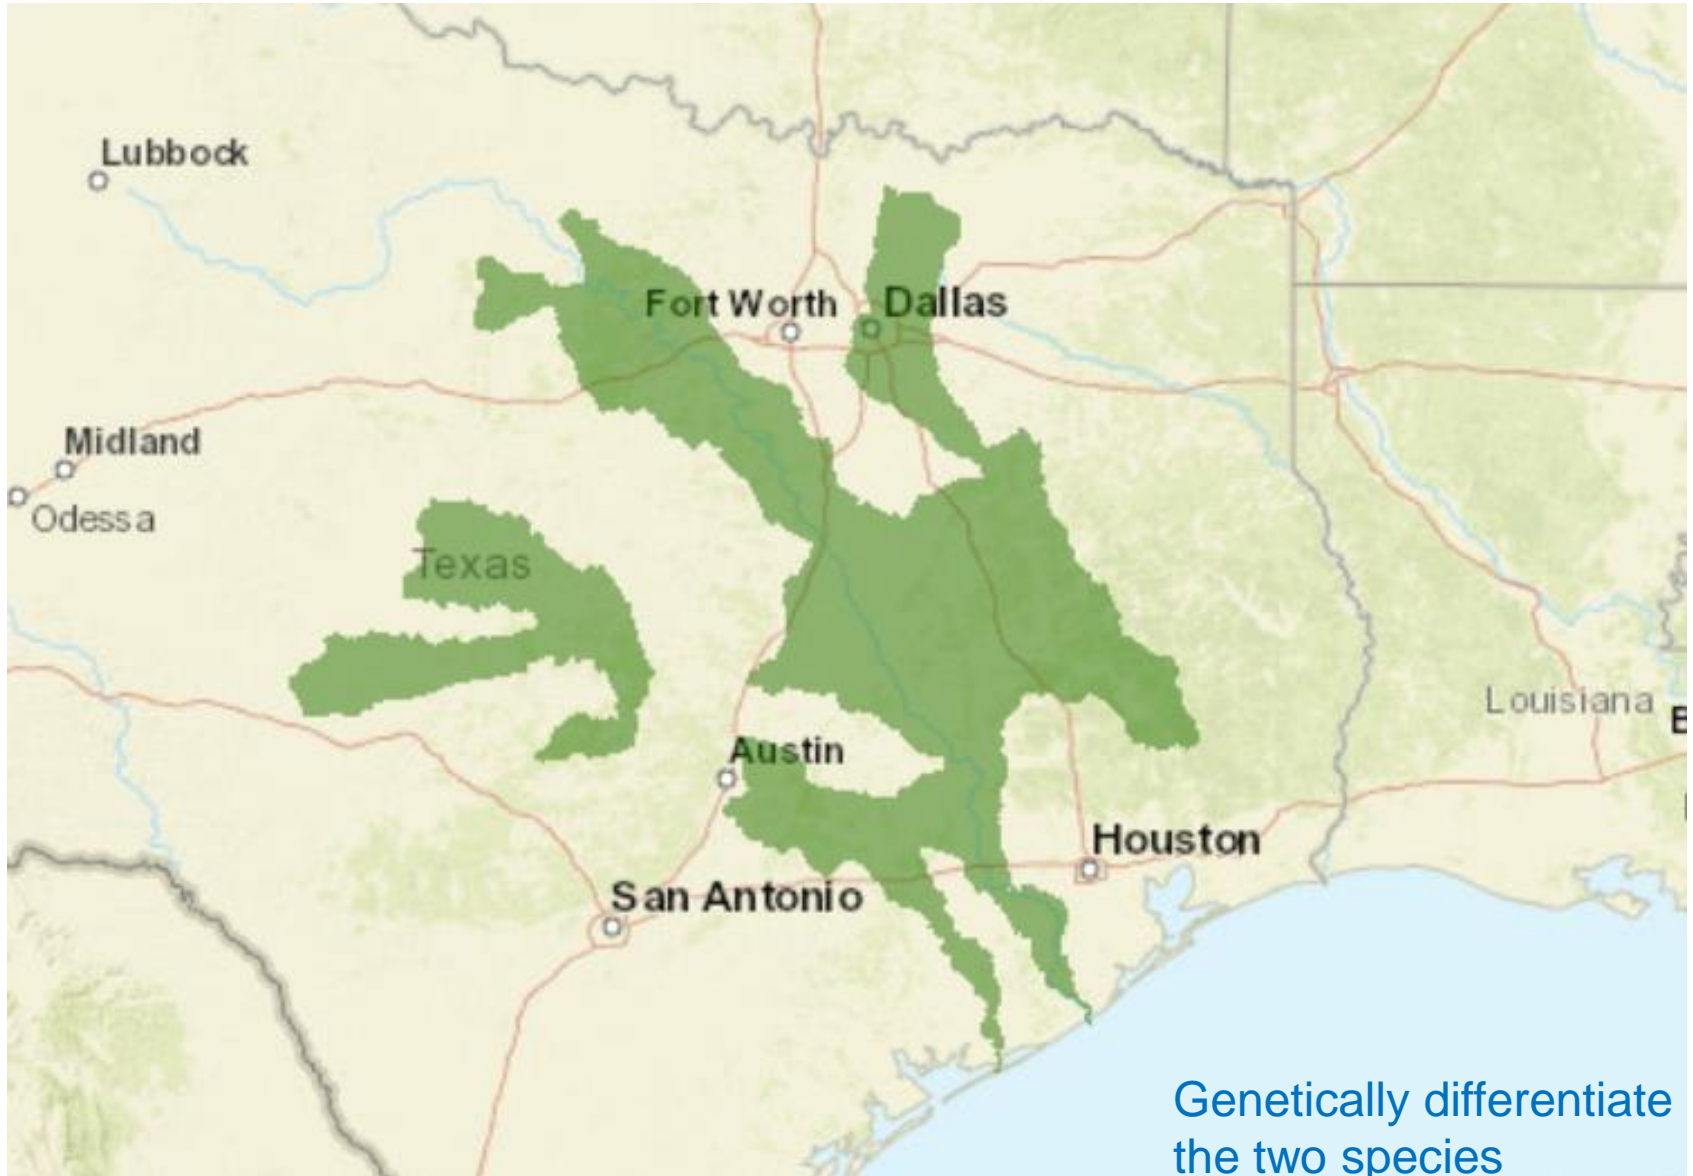 Lubbock
Fort Worth
Dallas
Midland
Odessa
Texas
Louisiana
B
Austin
Houston
San Antonio
Genetically differentiate
the two species